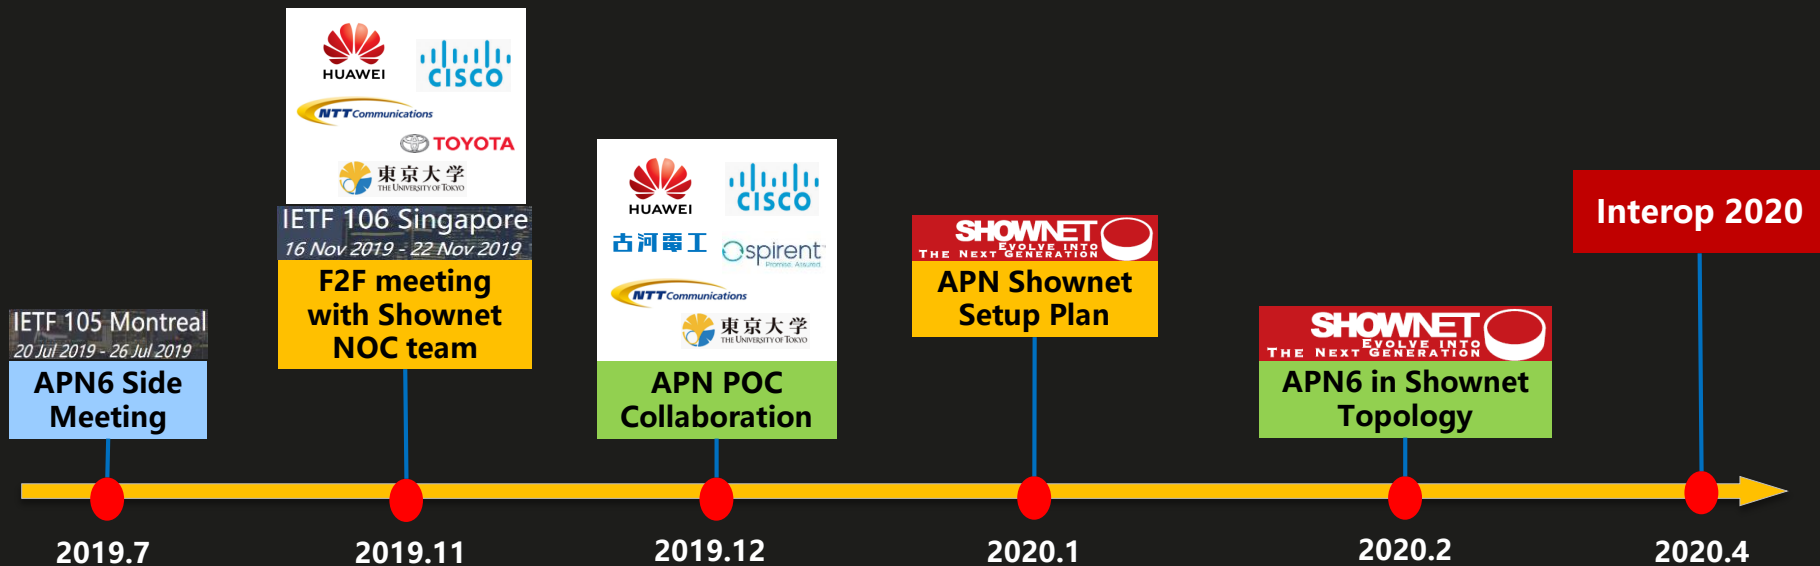 IETF 105 Montreal
20 Jul 2019 - 26 Jul 2019
APN6 Side
Meeting
2019.7
HUAWEI
CISCO
NTT Communications
TOYOTA
東京大学
THE UNIVERSITY OF TOKYO
IETF 106 Singapore
16 Nov 2019 - 22 Nov 2019
F2F meeting
with Shownet
NOC team
2019.11
HUAWEI
CISCO
古河電工
spirent
Promise. Assured.
NTT Communications
東京大学
THE UNIVERSITY OF TOKYO
APN POC
Collaboration
2019.12
SHOWNET
EVOLVE INTO
THE NEXT GENERATION
APN Shownet
Setup Plan
2020.1
SHOWNET
EVOLVE INTO
THE NEXT GENERATION
APN6 in Shownet
Topology
2020.2
Interop 2020
2020.4